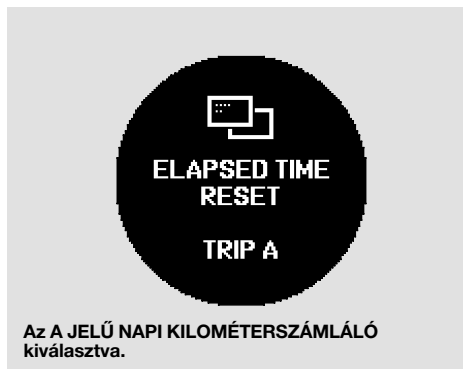 ELAPSED TIME
RESET
TRIP A
Az A JELŰ NAPI KILOMÉTERSZÁMLÁLÓ
kiválasztva.